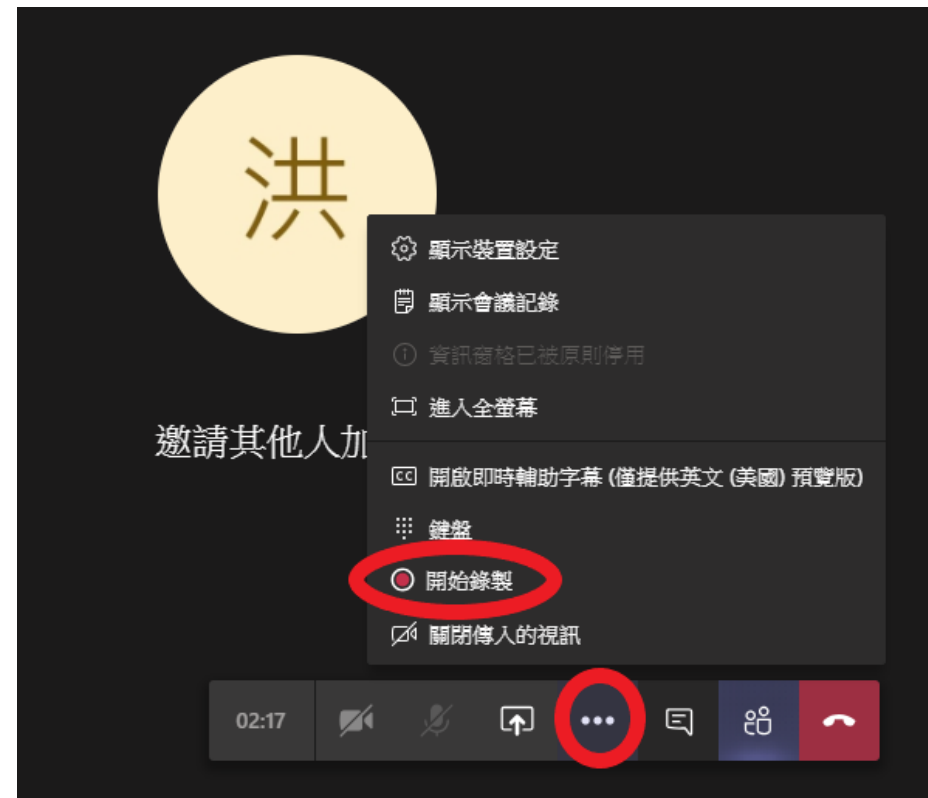 洪
顯示裝置設定
顯示會議記錄
資訊窗格已被原則停用
進入全螢幕
邀請其他人加
CC 開啟即時輔助字幕 (僅提供英文 (美國) 預覽版)
鍵盤
開始錄製
關閉傳入的視訊
02:17